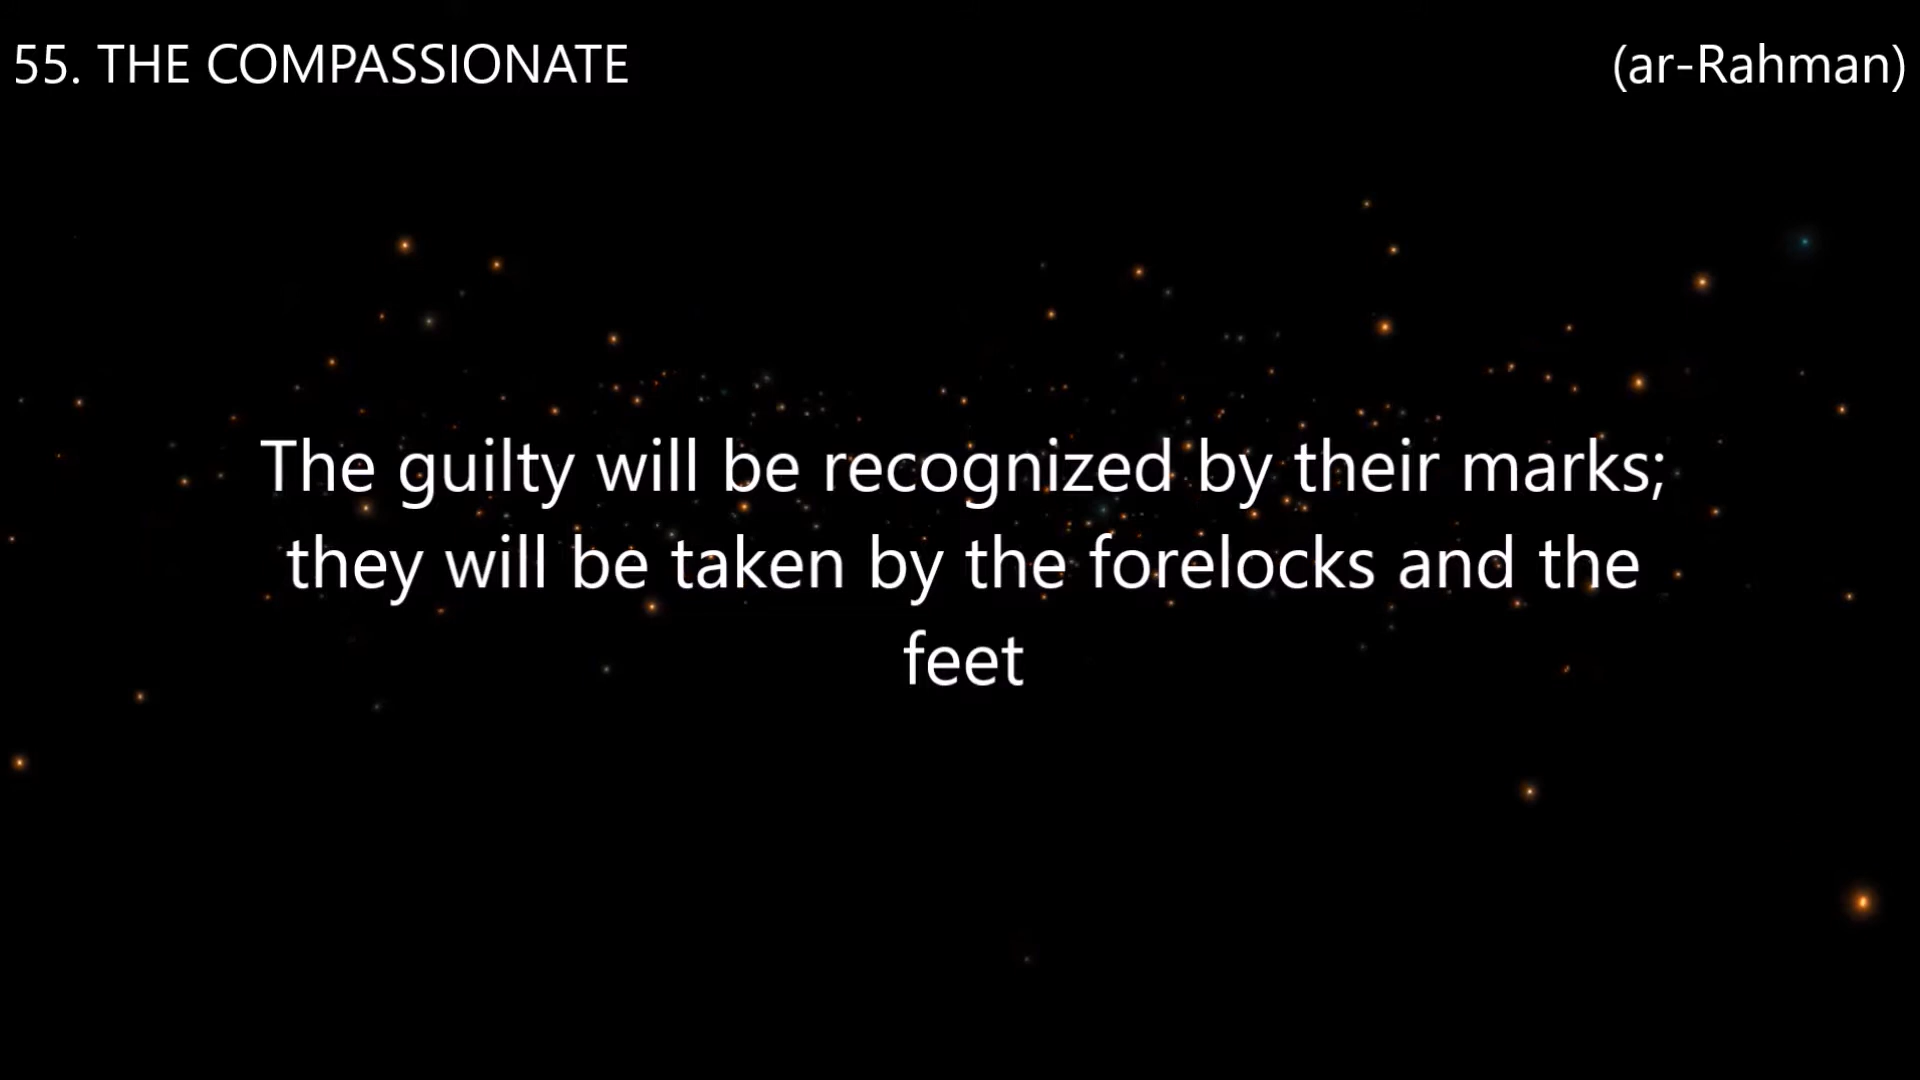 55. THE COMPASSIONATE (ar-Rahman)
The guilty will be recognized by their marks;
they will be taken by the forelocks and the
feet